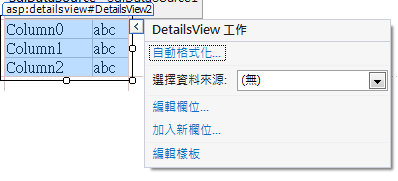 asp:detailsview#DetailsView2
Column0 abc
Column1 abc
Column2 abc
DetailsView 工作
自動格式化...
選擇資料來源: (無)
編輯欄位...
加入新欄位...
編輯樣板